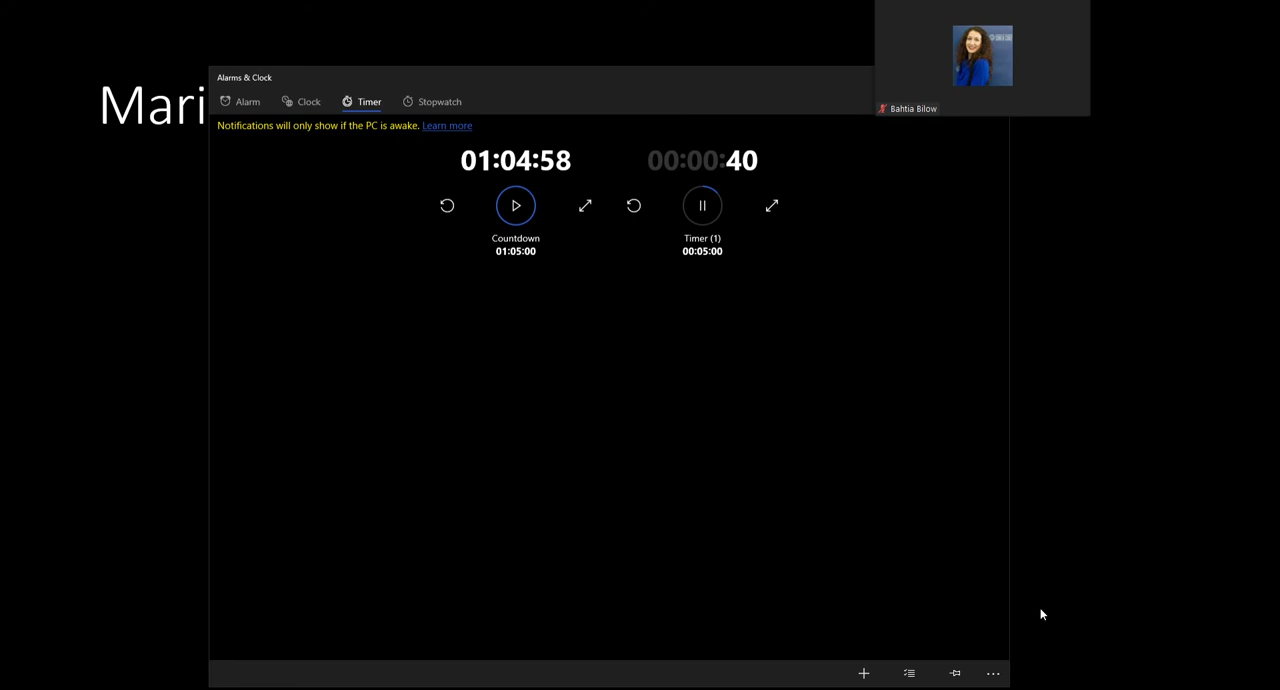 Mari
Alarms & Clock
Alarm Clock Timer Stopwatch
Notifications will only show if the PC is awake. Learn more
01:04:58 00:00:40
Countdown Timer (1)
01:05:00 00:05:00
Bahtia Bilow